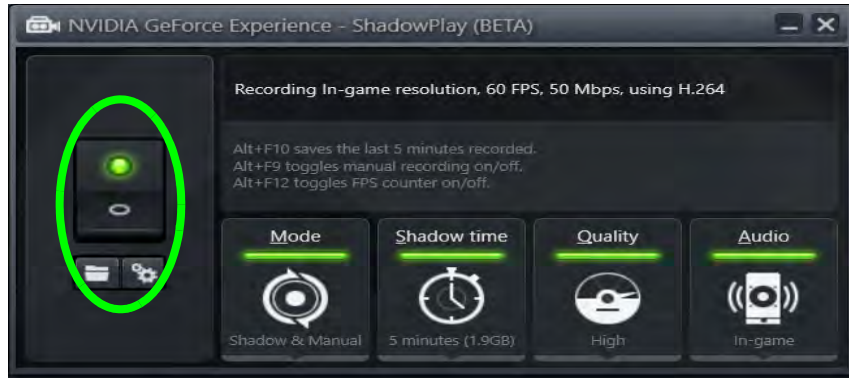 NVIDIA GeForce Experience - ShadowPlay (BETA)
Recording In-game resolution, 60 FPS, 50 Mbps, using H.264
Alt+F10 saves the last 5 minutes recorded.
Alt+F9 toggles manual recording on/off.
Alt+F12 toggles FPS counter on/off.
Mode
Shadow time
Quality
Audio
Shadow & Manual
5 minutes (1.9GB)
High
In-game